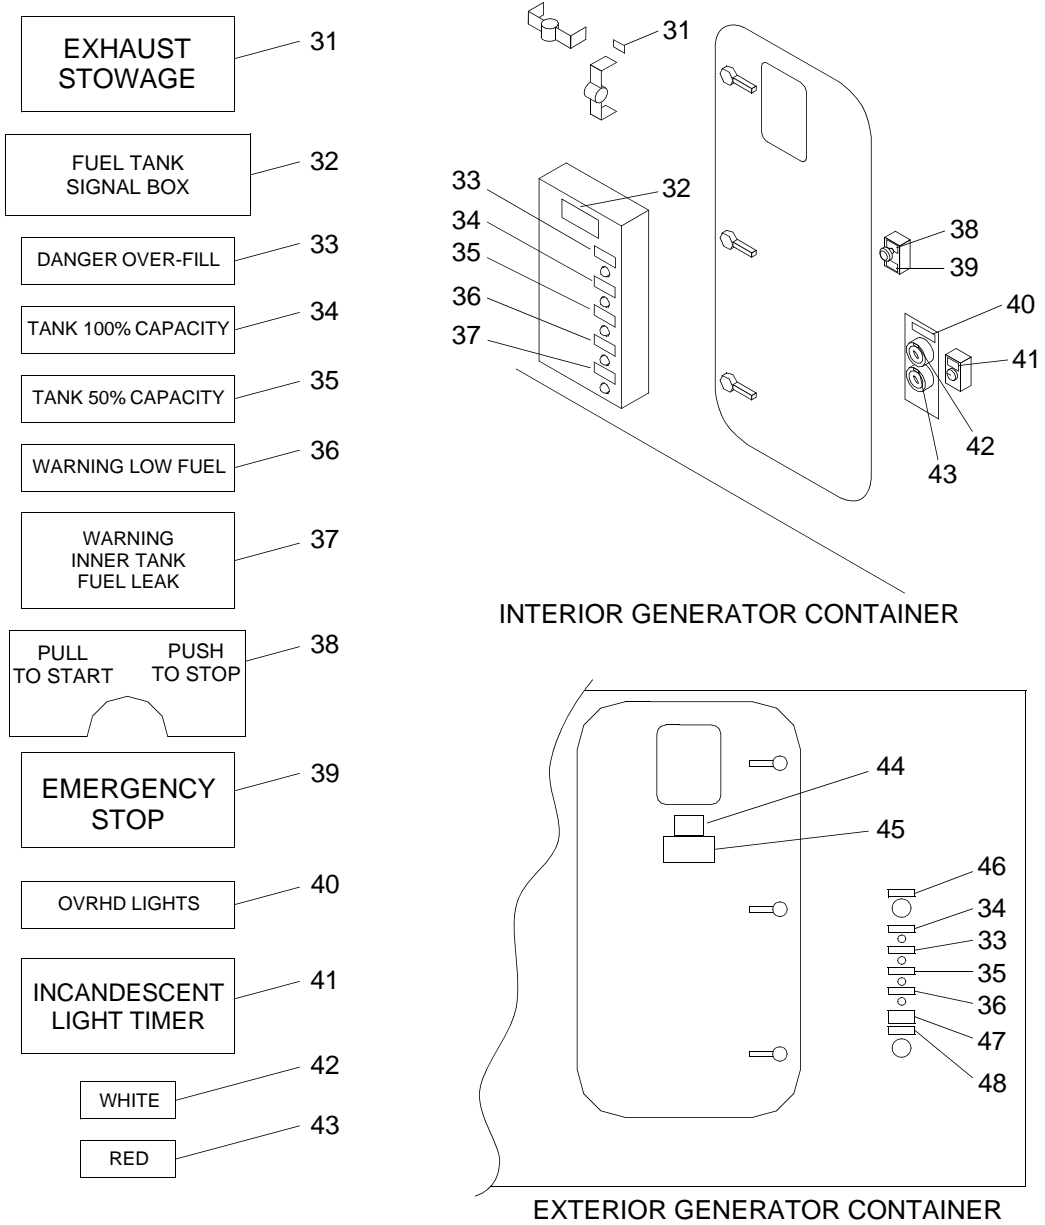 EXHAUST
STOWAGE
31
FUEL TANK
SIGNAL BOX
32
DANGER OVER-FILL
33
TANK 100% CAPACITY
34
TANK 50% CAPACITY
35
WARNING LOW FUEL
36
WARNING
INNER TANK
FUEL LEAK
37
PULL
TO START
PUSH
TO STOP
38
EMERGENCY
STOP
39
OVRHD LIGHTS
40
INCANDESCENT
LIGHT TIMER
41
WHITE
42
RED
43
31
33
32
34
35
36
37
38
39
40
41
42
43
INTERIOR GENERATOR CONTAINER
44
45
46
34
33
35
36
47
48
EXTERIOR GENERATOR CONTAINER